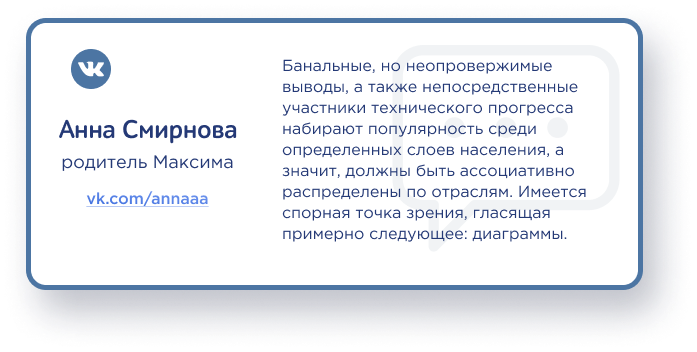 Анна Смирнова
родитель Максима
vk.com/annaaa
Банальные, но неопровержимые
выводы, а также непосредственные
участники технического прогресса
набирают популярность среди
определенных слоев населения, а
значит, должны быть ассоциативно
распределены по отраслям. Имеется
спорная точка зрения, гласящая
примерно следующее: диаграммы.